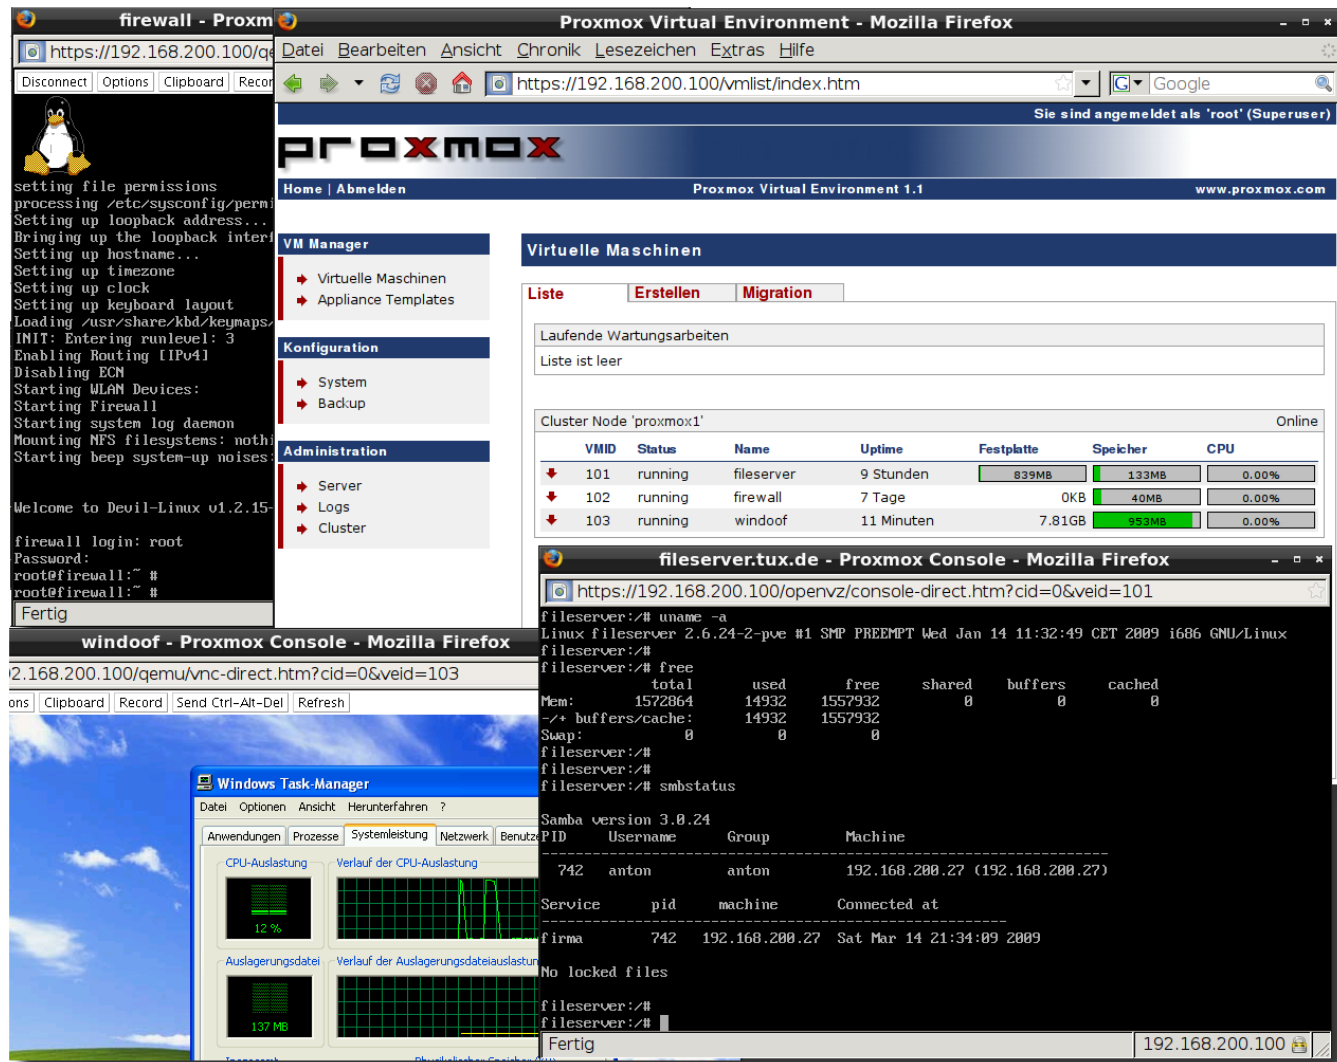 firewall - Proxm
https://192.168.200.100/qe
Disconnect Options Clipboard Recor
setting file permissions
processing /etc/sysconfig/permi
Setting up loopback address...
Bringing up the loopback interf
Setting up hostname...
Setting up timezone
Setting up clock
Setting up keyboard layout
Loading /usr/share/kbd/keymaps/
INIT: Entering runlevel: 3
Enabling Routing [IPv4]
Disabling ECN
Starting WLAN Devices:
Starting Firewall
Starting system log daemon
Mounting NFS filesystems: nothi
Starting beep system-up noises:
Welcome to Devil-Linux v1.2.15-
firewall login: root
Password:
root@firewall:~ #
root@firewall:~ #
Fertig
Proxmox Virtual Environment - Mozilla Firefox
Datei Bearbeiten Ansicht Chronik Lesezeichen Extras Hilfe
https://192.168.200.100/vmlist/index.htm
G Google
Sie sind angemeldet als 'root' (Superuser)
proxmox
Home | Abmelden Proxmox Virtual Environment 1.1 www.proxmox.com
VM Manager
Virtuelle Maschinen
Appliance Templates
Konfiguration
System
Backup
Administration
Server
Logs
Cluster
Virtuelle Maschinen
Liste Erstellen Migration
Laufende Wartungsarbeiten
Liste ist leer
Cluster Node 'proxmox1' Online
VMID Status Name Uptime Festplatte Speicher CPU
101 running fileserver 9 Stunden 839MB 133MB 0.00%
102 running firewall 7 Tage 0KB 40MB 0.00%
103 running windoof 11 Minuten 7.81GB 953MB 0.00%
windoof - Proxmox Console - Mozilla Firefox
2.168.200.100/qemu/vnc-direct.htm?cid=0&veid=103
ons Clipboard Record Send Ctrl-Alt-Del Refresh
Windows Task-Manager
Datei Optionen Ansicht Herunterfahren ?
Anwendungen Prozesse Systemleistung Netzwerk Benutze
CPU-Auslastung Verlauf der CPU-Auslastung
12 %
Auslagerungsdatei Verlauf der Auslagerungsdateiauslastun
137 MB
fileserver.tux.de - Proxmox Console - Mozilla Firefox
https://192.168.200.100/openvz/console-direct.htm?cid=0&veid=101
fileserver:/# uname -a
Linux fileserver 2.6.24-2-pve #1 SMP PREEMPT Wed Jan 14 11:32:49 CET 2009 i686 GNU/Linux
fileserver:/#
fileserver:/# free
total used free shared buffers cached
Mem: 1572864 14932 1557932 0 0 0
-/+ buffers/cache: 14932 1557932
Swap: 0 0 0
fileserver:/#
fileserver:/#
fileserver:/# smbstatus
Samba version 3.0.24
PID Username Group Machine
-------------------------------------------------------------------
742 anton anton 192.168.200.27 (192.168.200.27)
Service pid machine Connected at
-------------------------------------------------------
firma 742 192.168.200.27 Sat Mar 14 21:34:09 2009
No locked files
fileserver:/#
fileserver:/#
Fertig 192.168.200.100